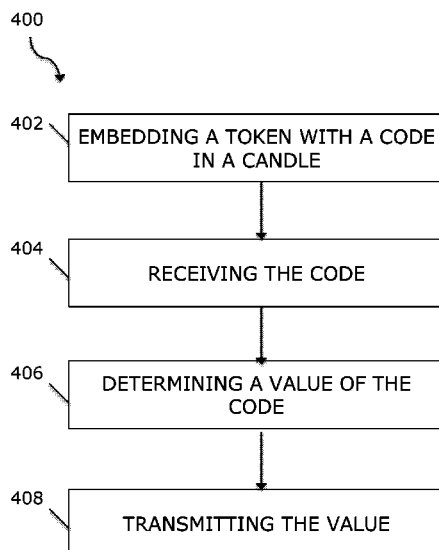 400
402
EMBEDDING A TOKEN WITH A CODE
IN A CANDLE
404
RECEIVING THE CODE
406
DETERMINING A VALUE OF THE
CODE
408
TRANSMITTING THE VALUE